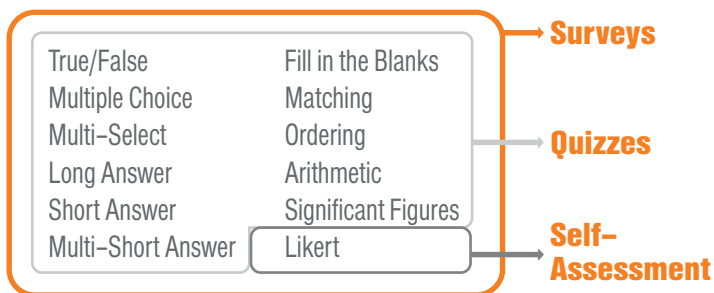 True/False
Multiple Choice
Multi–Select
Long Answer
Short Answer
Multi–Short Answer
Fill in the Blanks
Matching
Ordering
Arithmetic
Significant Figures
Likert
Surveys
Quizzes
Self–
Assessment